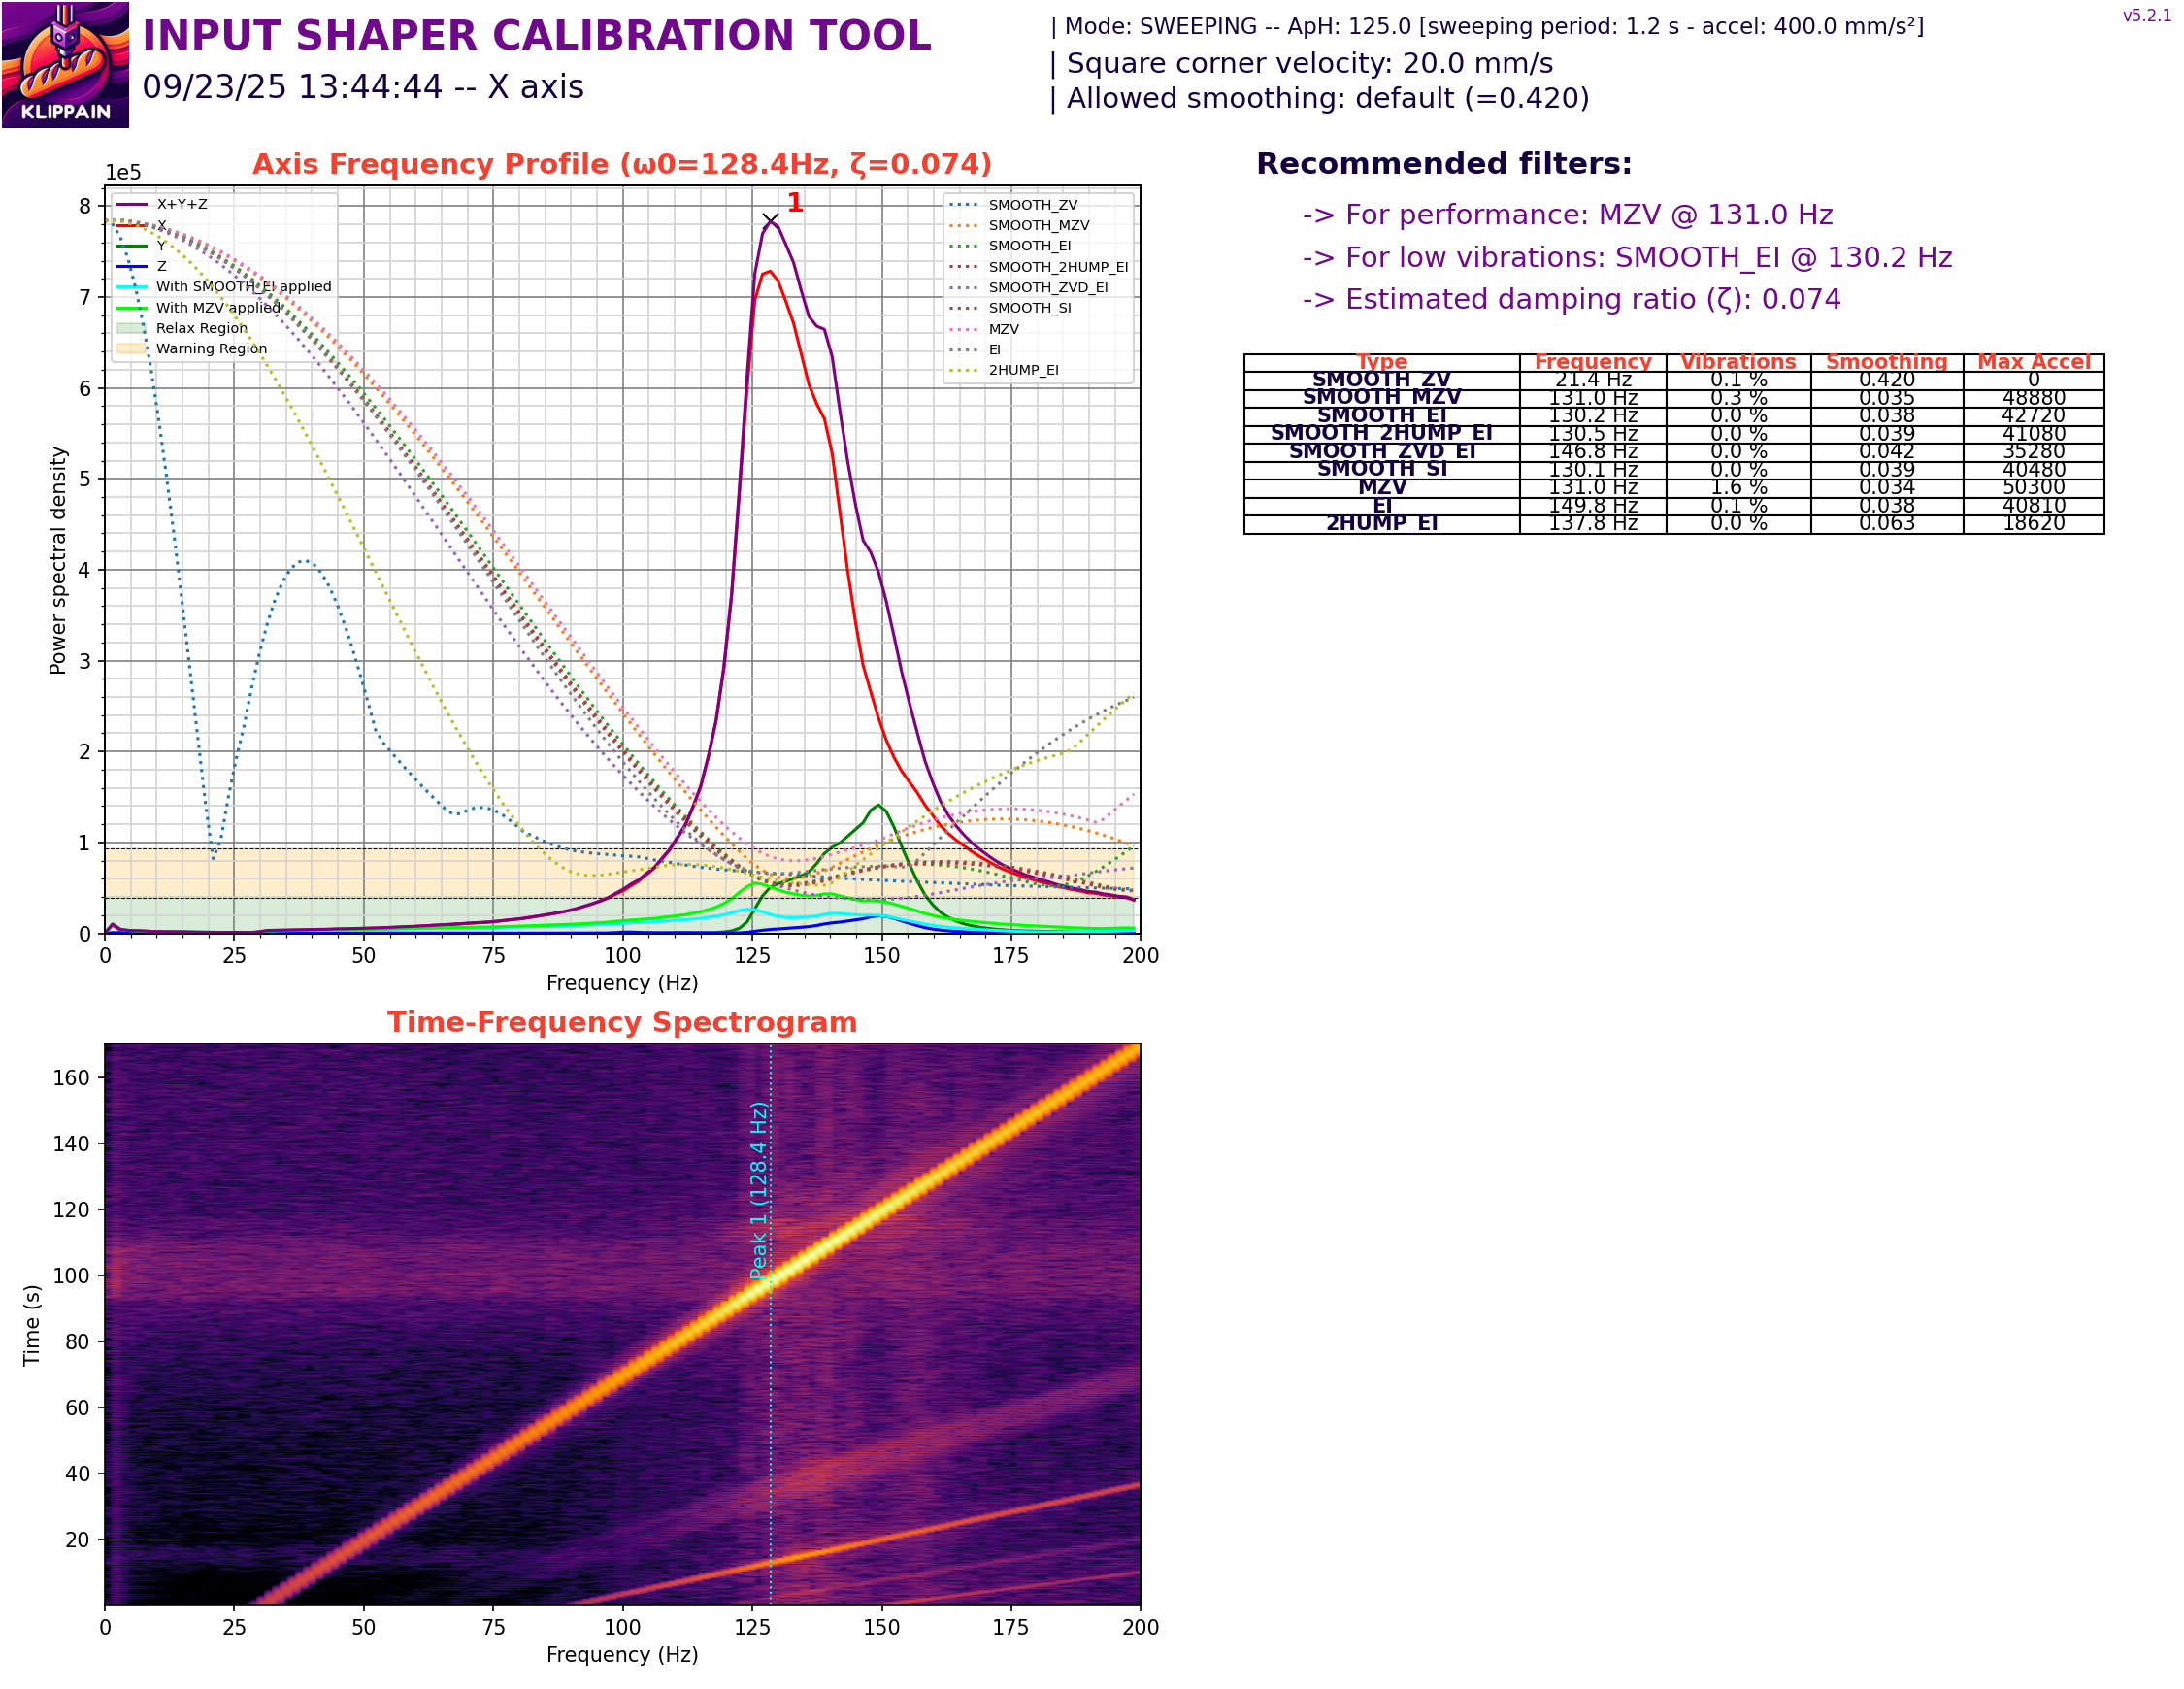 INPUT SHAPER CALIBRATION TOOL
09/23/25 13:44:44 -- X axis
KLIPPAIN
| Mode: SWEEPING -- ApH: 125.0 [sweeping period: 1.2 s - accel: 400.0 mm/s²]
| Square corner velocity: 20.0 mm/s
| Allowed smoothing: default (=0.420)
v5.2.1
Axis Frequency Profile (ω0=128.4Hz, ζ=0.074)
1e5
8
7
6
5
4
3
2
1
0
Power spectral density
X+Y+Z
X
Y
Z
With SMOOTH_EI applied
With MZV applied
Relax Region
Warning Region
1
SMOOTH_ZV
SMOOTH_MZV
SMOOTH_EI
SMOOTH_2HUMP_EI
SMOOTH_ZVD_EI
SMOOTH_SI
MZV
EI
2HUMP_EI
0 25 50 75 100 125 150 175 200
Frequency (Hz)
Recommended filters:
-> For performance: MZV @ 131.0 Hz
-> For low vibrations: SMOOTH_EI @ 130.2 Hz
-> Estimated damping ratio (ζ): 0.074
Type Frequency Vibrations Smoothing Max Accel
SMOOTH_ZV 21.4 Hz 0.1 % 0.420 0
SMOOTH_MZV 131.0 Hz 0.3 % 0.035 48880
SMOOTH_EI 130.2 Hz 0.0 % 0.038 42720
SMOOTH_2HUMP_EI 130.5 Hz 0.0 % 0.039 41080
SMOOTH_ZVD_EI 146.8 Hz 0.0 % 0.042 35280
SMOOTH_SI 130.1 Hz 0.0 % 0.039 40480
MZV 131.0 Hz 1.6 % 0.034 50300
EI 149.8 Hz 0.1 % 0.038 40810
2HUMP_EI 137.8 Hz 0.0 % 0.063 18620
Time-Frequency Spectrogram
160
140
120
100
80
60
40
20
Time (s)
Peak 1 (128.4 Hz)
0 25 50 75 100 125 150 175 200
Frequency (Hz)